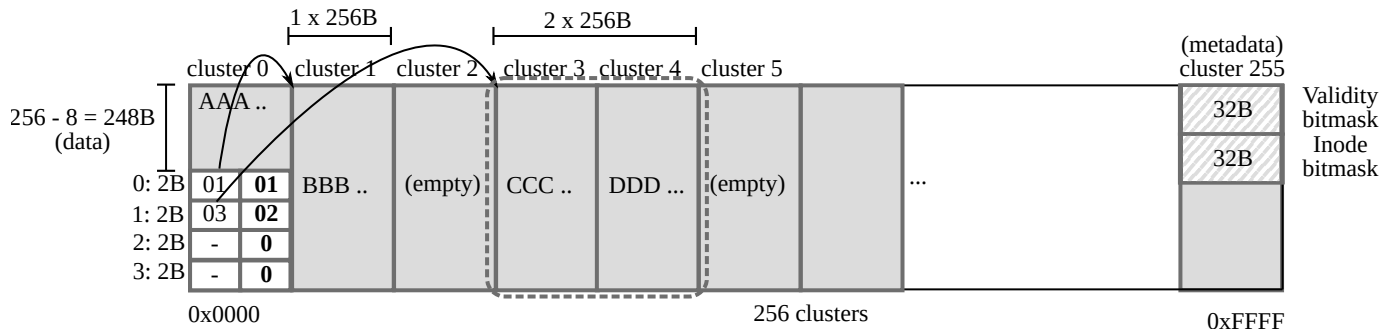 1 x 256B
2 x 256B
(metadata)
cluster 0
cluster 1
cluster 2
cluster 3
cluster 4
cluster 5
cluster 255
AAA ..
256 - 8 = 248B
(data)
32B
Validity
bitmask
32B
Inode
bitmask
0: 2B
01
01
BBB ..
(empty)
CCC ..
DDD ...
(empty)
...
1: 2B
03
02
2: 2B
-
0
3: 2B
-
0
0x0000
256 clusters
0xFFFF